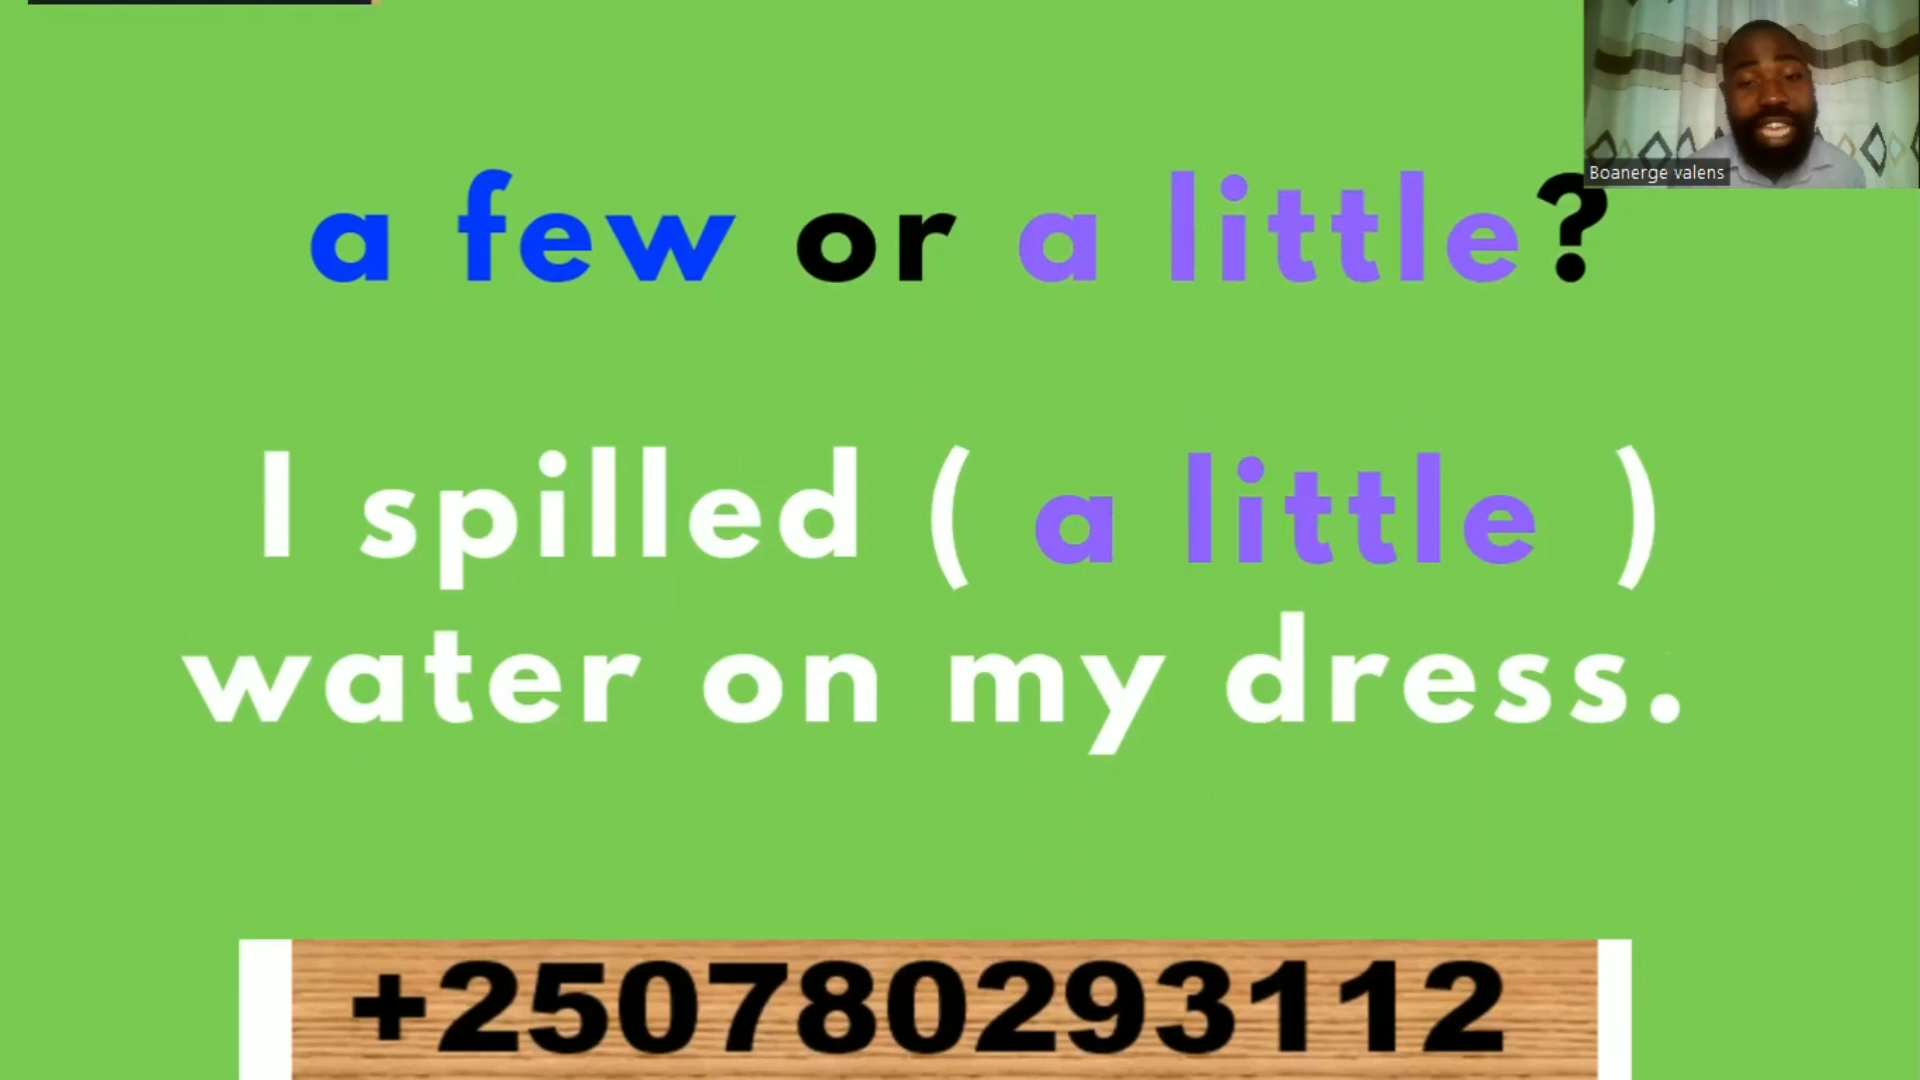 Boanerge valens
a few or a little?
I spilled ( a little )
water on my dress.
+250780293112